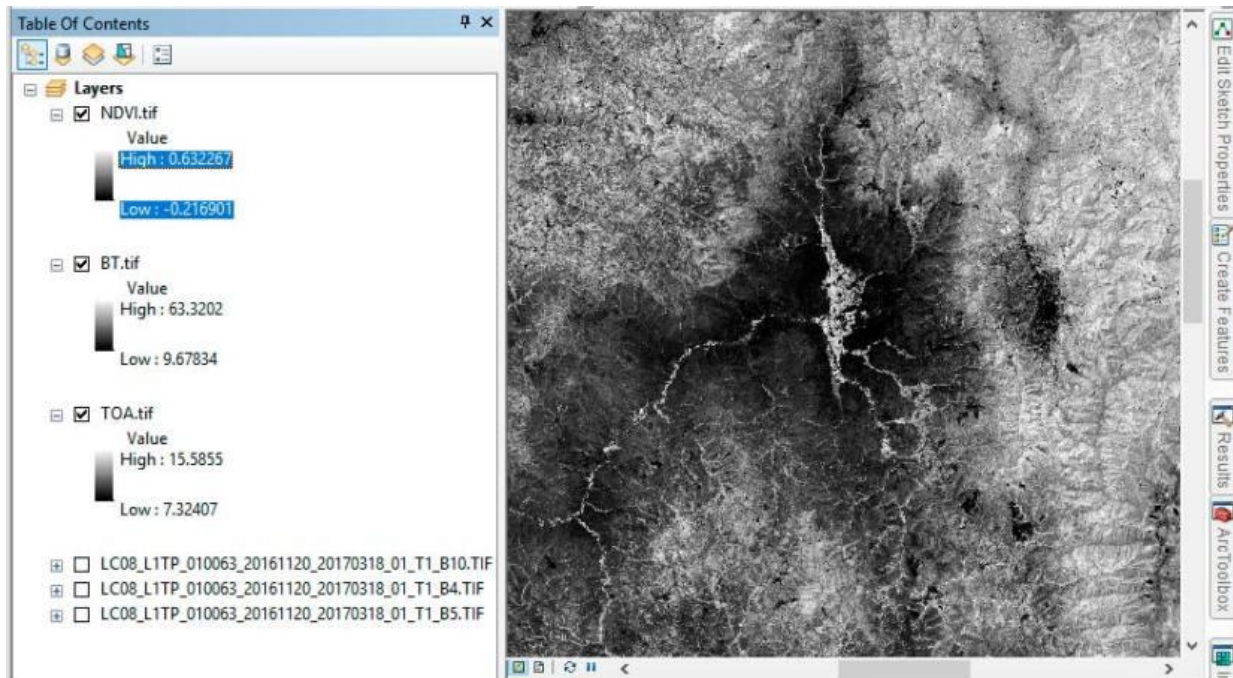 Table Of Contents
Layers
NDVI.tif
Value
High : 0.632267
Low : -0.216901
BT.tif
Value
High : 63.3202
Low : 9.67834
TOA.tif
Value
High : 15.5855
Low : 7.32407
LC08_L1TP_010063_20161120_20170318_01_T1_B10.TIF
LC08_L1TP_010063_20161120_20170318_01_T1_B4.TIF
LC08_L1TP_010063_20161120_20170318_01_T1_B5.TIF
Edit Sketch Properties
Create Features
Results
ArcToolbox